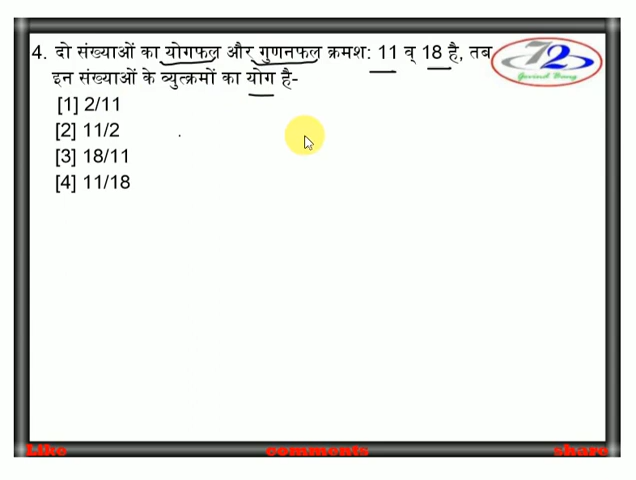 4. दो संख्याओं का योगफल और गुणनफल क्रमश: 11 व् 18 है, तब
इन संख्याओं के व्युत्क्रमों का योग है-
[1] 2/11
[2] 11/2
[3] 18/11
[4] 11/18
72
Like comments share